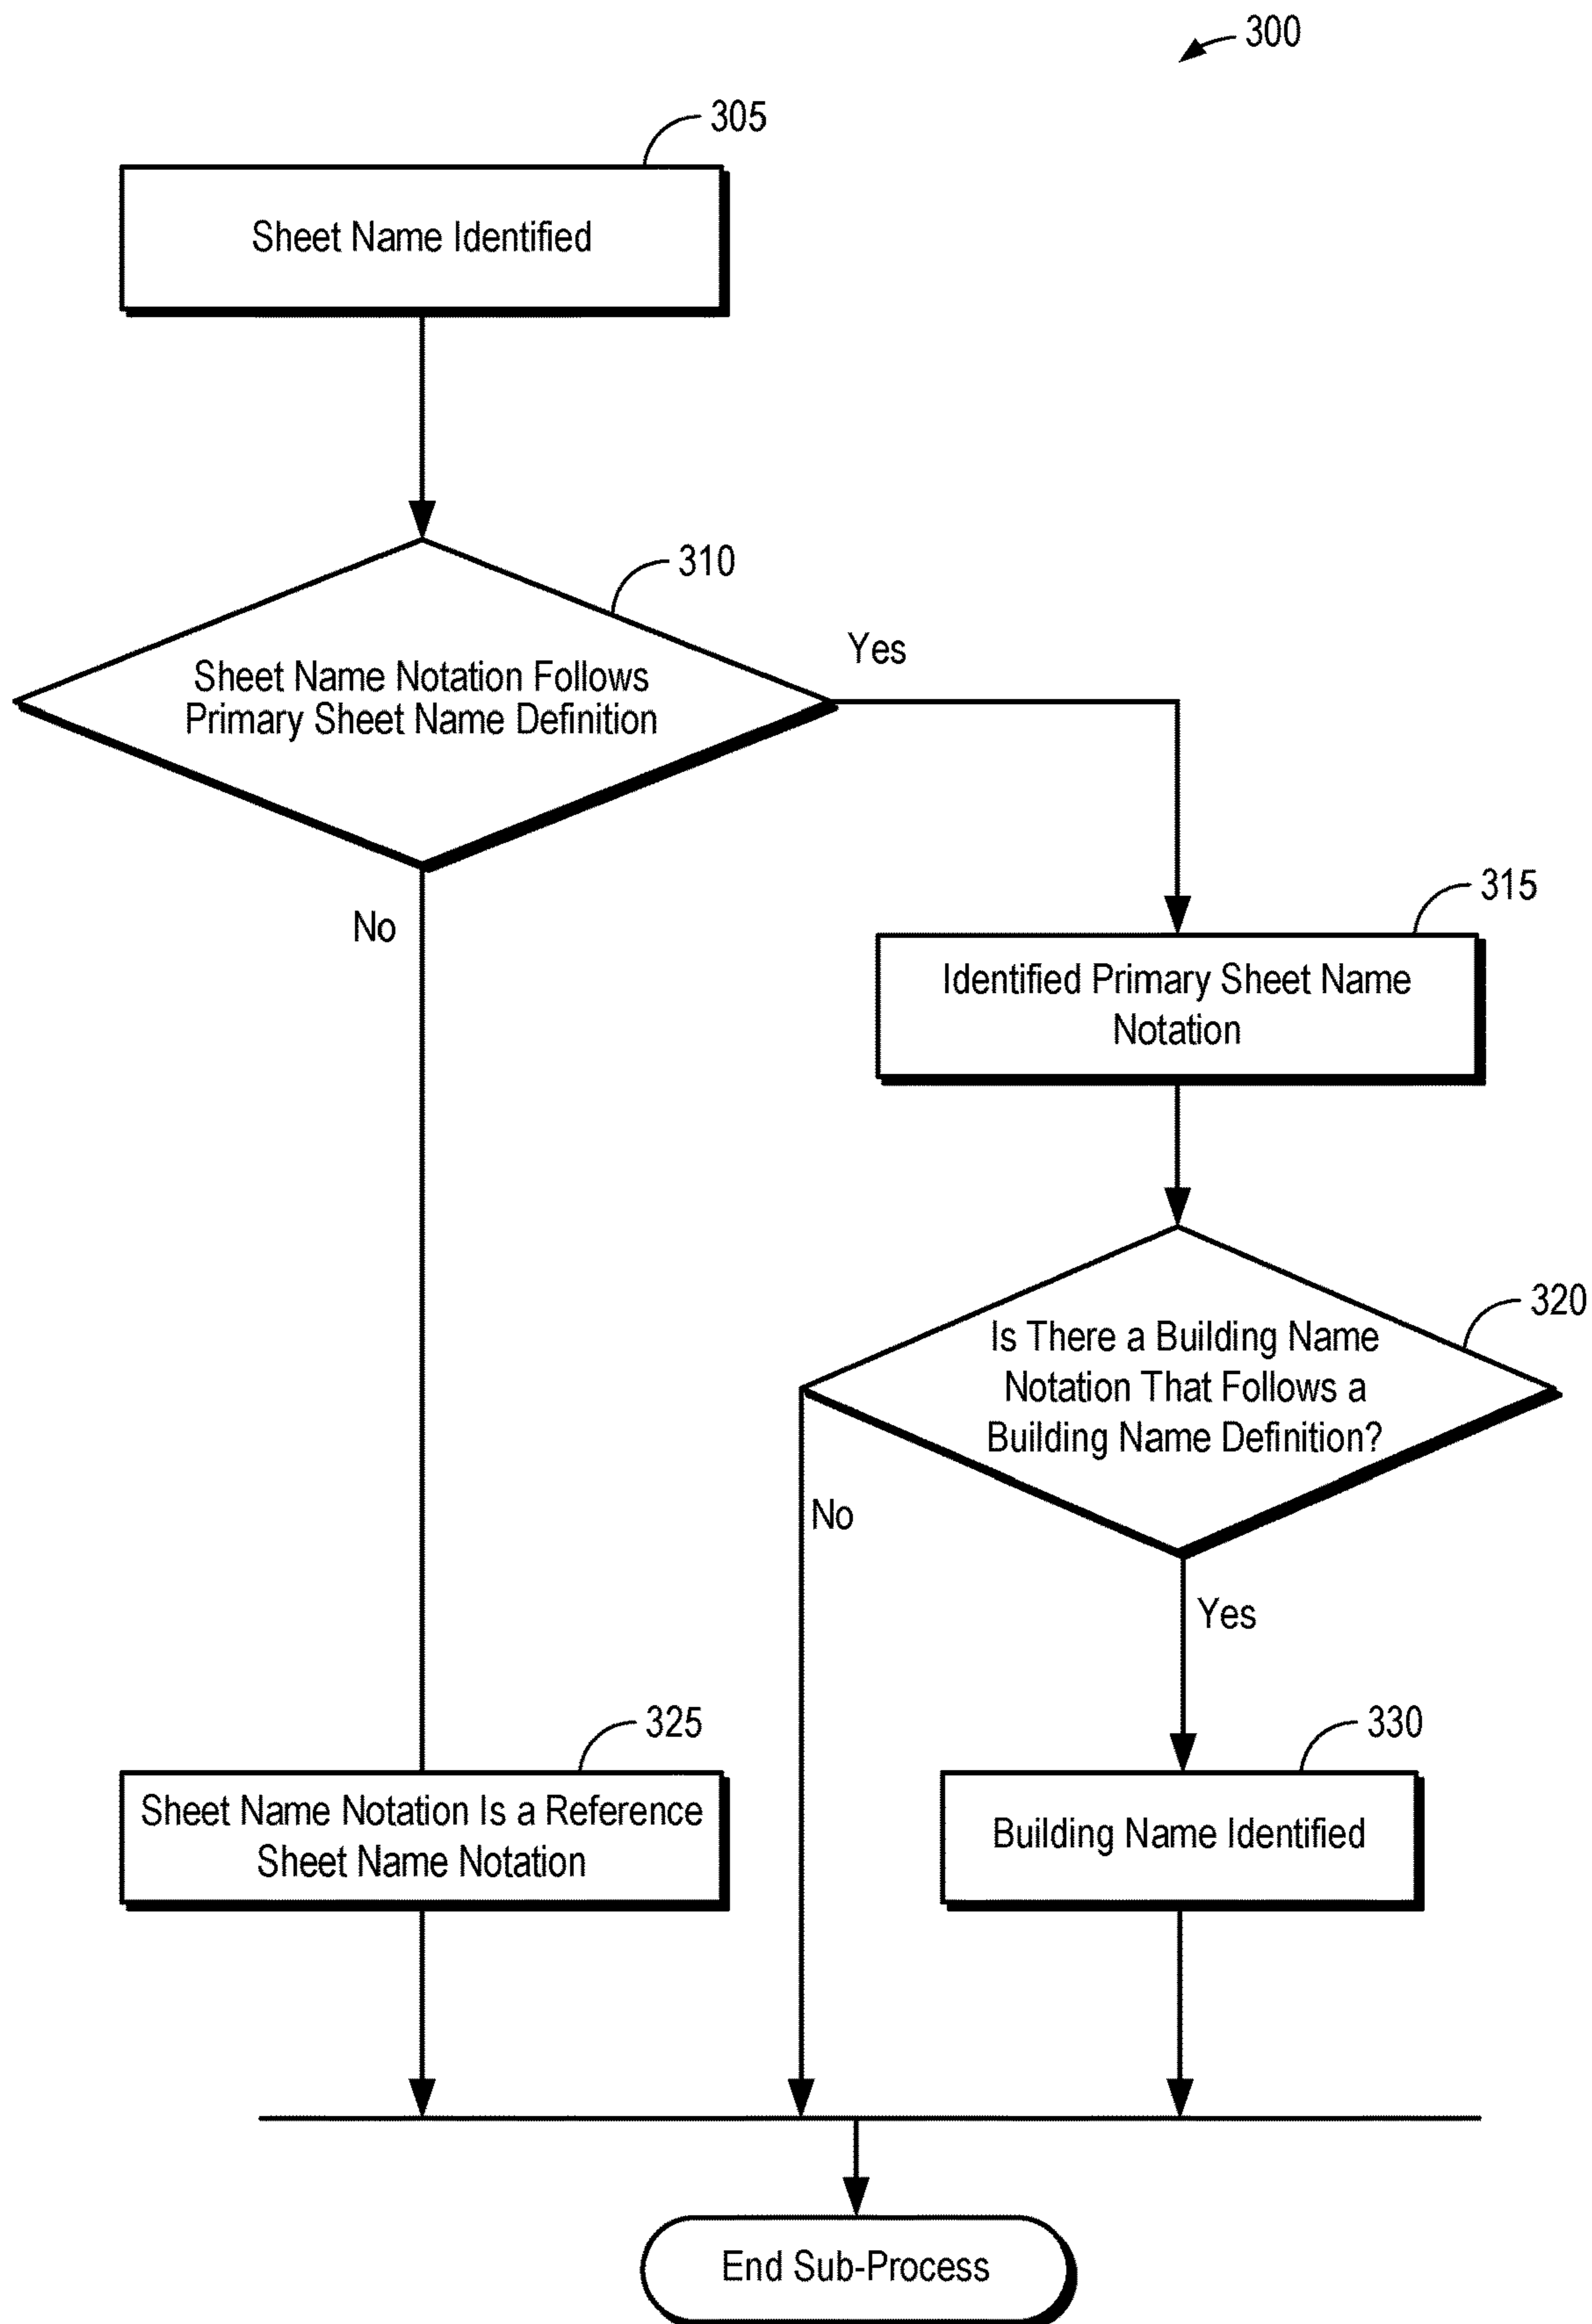 300
305
Sheet Name Identified
310
Sheet Name Notation Follows
Primary Sheet Name Definition
Yes
No
315
Identified Primary Sheet Name
Notation
320
Is There a Building Name
Notation That Follows a
Building Name Definition?
No
Yes
325
Sheet Name Notation Is a Reference
Sheet Name Notation
330
Building Name Identified
End Sub-Process